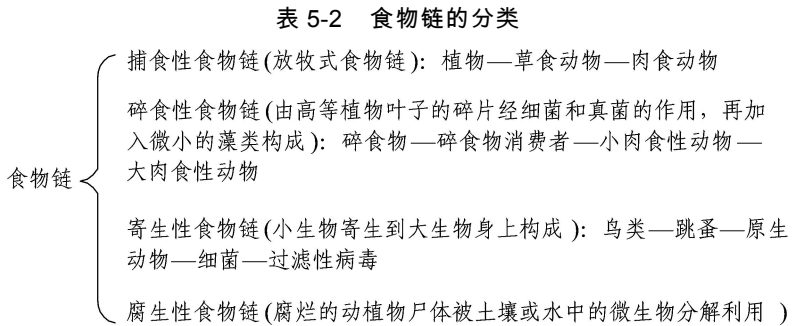 表 5-2 食物链的分类
捕食性食物链(放牧式食物链)：植物—草食动物—肉食动物
碎食性食物链(由高等植物叶子的碎片经细菌和真菌的作用，再加
入微小的藻类构成)：碎食物—碎食物消费者—小肉食性动物—
大肉食性动物
食物链
寄生性食物链(小生物寄生到大生物身上构成)：鸟类—跳蚤—原生
动物—细菌—过滤性病毒
腐生性食物链(腐烂的动植物尸体被土壤或水中的微生物分解利用)